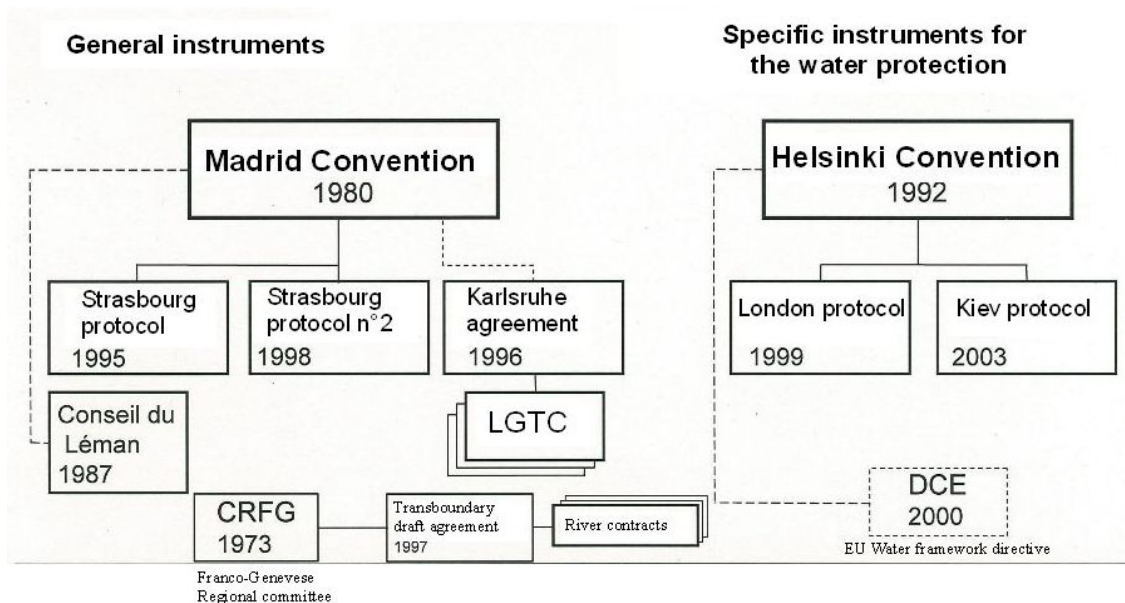 General instruments
Specific instruments for
the water protection
Madrid Convention
1980
Helsinki Convention
1992
Strasbourg
protocol
1995
Strasbourg
protocol n°2
1998
Karlsruhe
agreement
1996
London protocol
1999
Kiev protocol
2003
Conseil du
Léman
1987
LGTC
CRFG
1973
Franco-Genevese
Regional committee
Transboundary
draft agreement
1997
River contracts
DCE
2000
EU Water framework directive